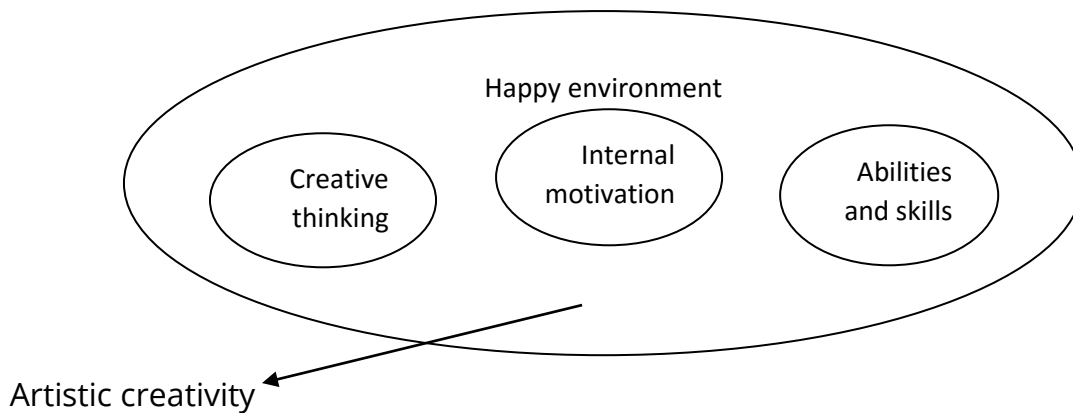 Happy environment
Creative
thinking
Internal
motivation
Abilities
and skills
Artistic creativity